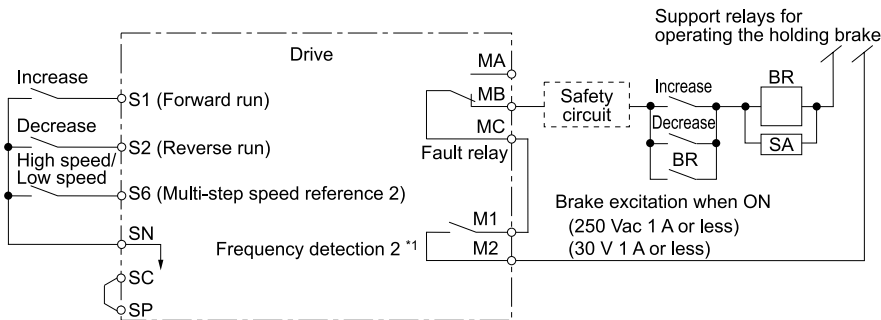 Support relays for
operating the holding brake
Drive
MA
Increase
S1 (Forward run)
MB
Safety
circuit
Increase
BR
Decrease
MC
Decrease
SA
S2 (Reverse run)
Fault relay
BR
High speed/
Low speed
S6 (Multi-step speed reference 2)
Brake excitation when ON
(250 Vac 1 A or less)
(30 V 1 A or less)
M1
SN
Frequency detection 2 *1
M2
SC
SP